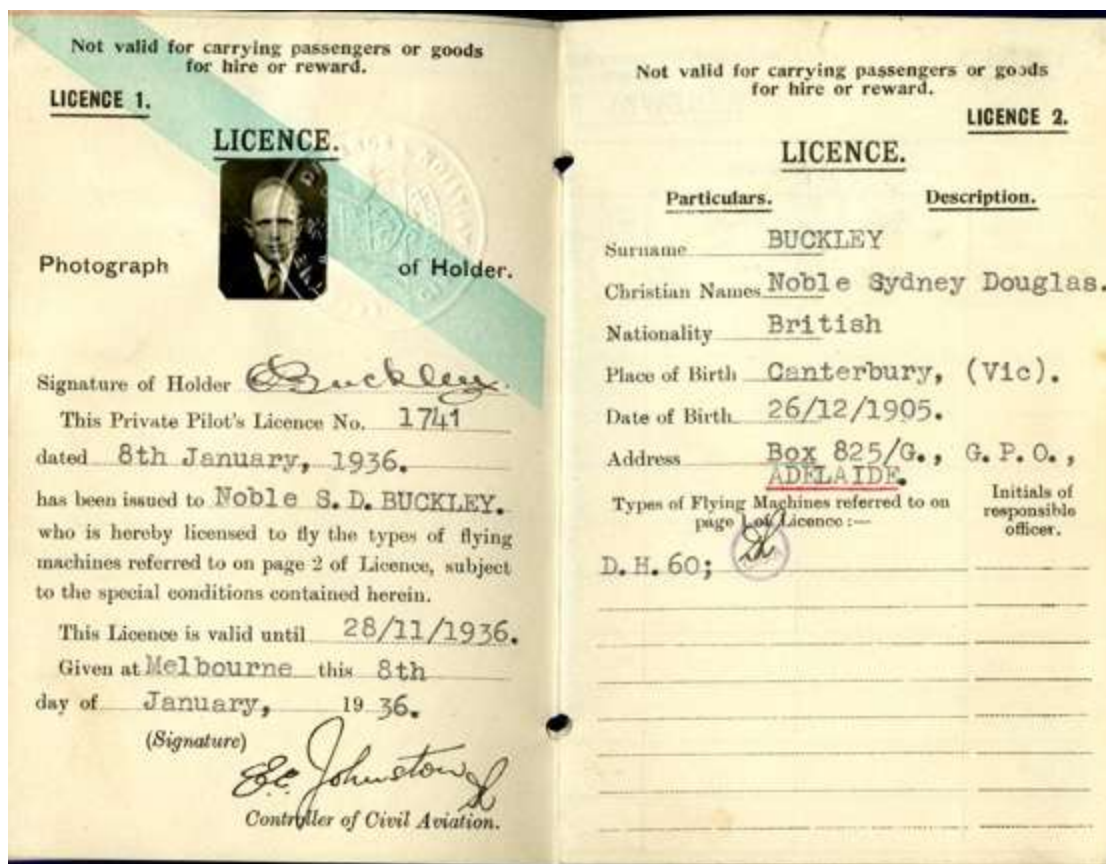 Not valid for carrying passengers or goods
for hire or reward.
LICENCE 1.
LICENCE.
Photograph of Holder.
Signature of Holder Buckley.
This Private Pilot's Licence No. 1741
dated 8th January, 1936.
has been issued to Noble S. D. BUCKLEY.
who is hereby licensed to fly the types of flying
machines referred to on page 2 of Licence, subject
to the special conditions contained herein.
This Licence is valid until 28/11/1936.
Given at Melbourne this 8th
day of January, 19 36.
(Signature)
E.C. Johnston
Controller of Civil Aviation.
Not valid for carrying passengers or goods
for hire or reward.
LICENCE 2.
LICENCE.
Particulars. Description.
Surname BUCKLEY
Christian Names Noble Sydney Douglas.
Nationality British
Place of Birth Canterbury, (Vic).
Date of Birth 26/12/1905.
Address Box 825/G., G.P.O.,
ADELAIDE.
Types of Flying Machines referred to on
page 1 of Licence :—
Initials of
responsible
officer.
D.H.60;